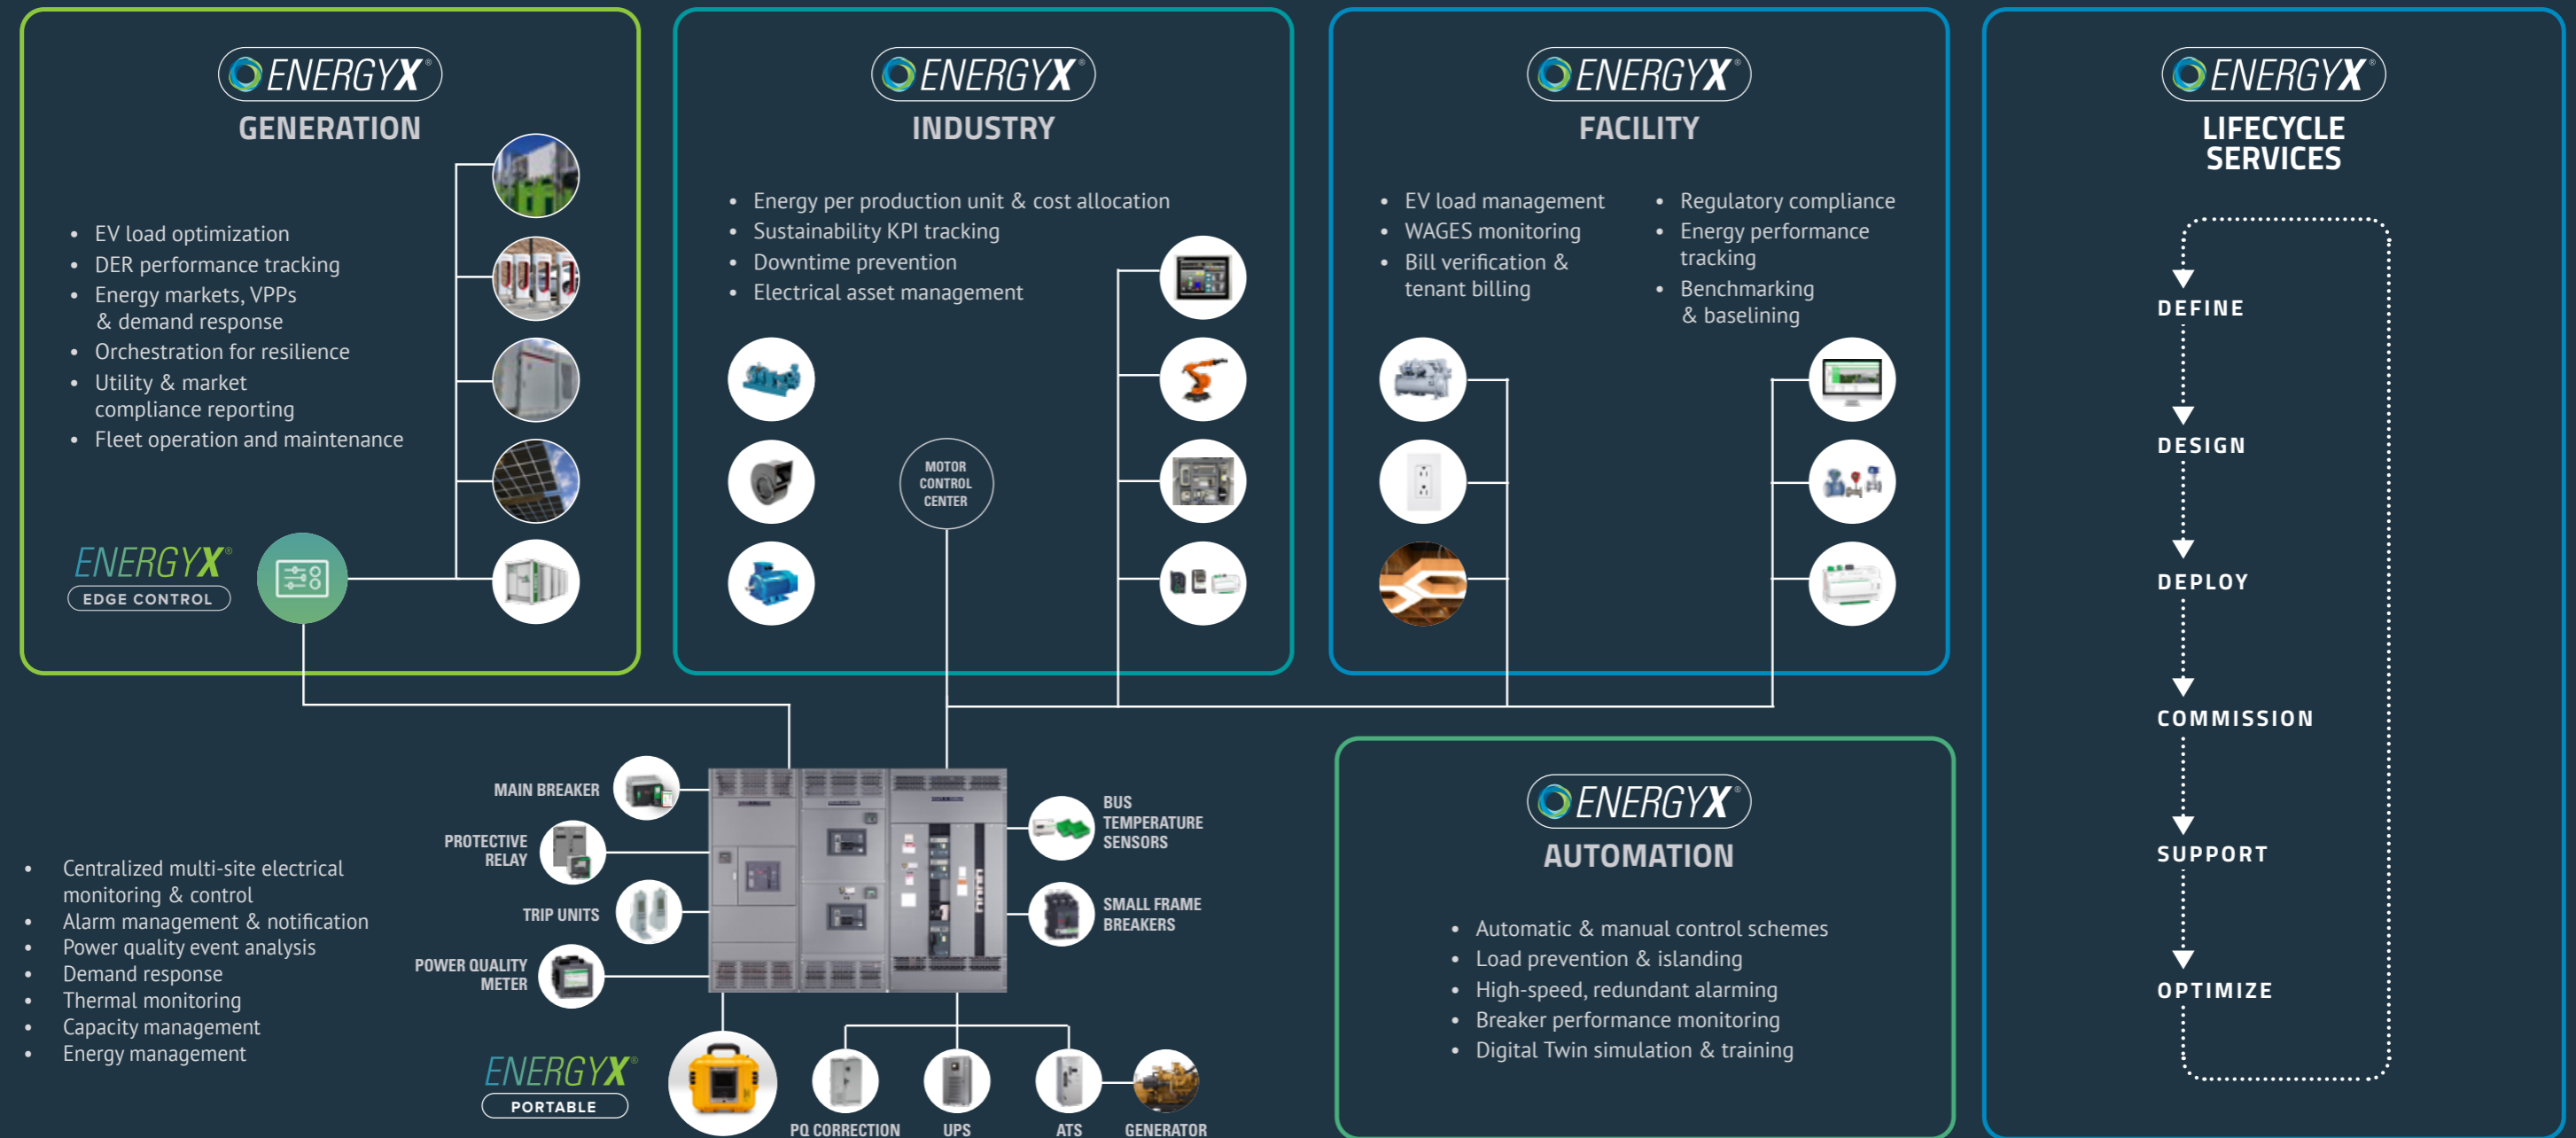 ENERGYX®
GENERATION
• EV load optimization
• DER performance tracking
• Energy markets, VPPs
& demand response
• Orchestration for resilience
• Utility & market
compliance reporting
• Fleet operation and maintenance
ENERGYX®
EDGE CONTROL
ENERGYX®
INDUSTRY
• Energy per production unit & cost allocation
• Sustainability KPI tracking
• Downtime prevention
• Electrical asset management
MOTOR
CONTROL
CENTER
ENERGYX®
FACILITY
• EV load management
• WAGES monitoring
• Bill verification &
tenant billing
• Regulatory compliance
• Energy performance
tracking
• Benchmarking
& baselining
ENERGYX®
LIFECYCLE
SERVICES
DEFINE
DESIGN
DEPLOY
COMMISSION
SUPPORT
OPTIMIZE
• Centralized multi-site electrical
monitoring & control
• Alarm management & notification
• Power quality event analysis
• Demand response
• Thermal monitoring
• Capacity management
• Energy management
MAIN BREAKER
PROTECTIVE
RELAY
TRIP UNITS
POWER QUALITY
METER
BUS
TEMPERATURE
SENSORS
SMALL FRAME
BREAKERS
ENERGYX®
PORTABLE
PQ CORRECTION
UPS
ATS
GENERATOR
ENERGYX®
AUTOMATION
• Automatic & manual control schemes
• Load prevention & islanding
• High-speed, redundant alarming
• Breaker performance monitoring
• Digital Twin simulation & training